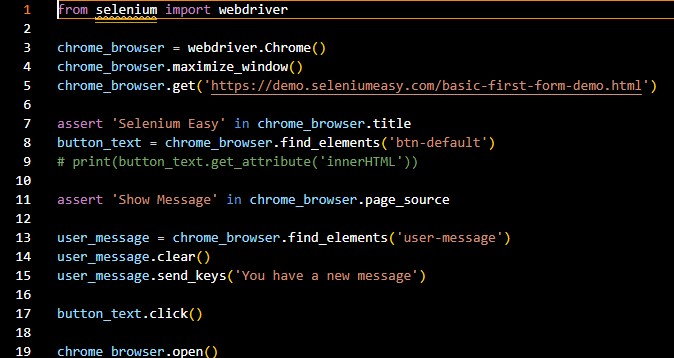 1 from selenium import webdriver
2
3 chrome_browser = webdriver.Chrome()
4 chrome_browser.maximize_window()
5 chrome_browser.get('https://demo.seleniumeasy.com/basic-first-form-demo.html')
6
7 assert 'Selenium Easy' in chrome_browser.title
8 button_text = chrome_browser.find_elements('btn-default')
9 # print(button_text.get_attribute('innerHTML'))
10
11 assert 'Show Message' in chrome_browser.page_source
12
13 user_message = chrome_browser.find_elements('user-message')
14 user_message.clear()
15 user_message.send_keys('You have a new message')
16
17 button_text.click()
18
19 chrome_browser.open()